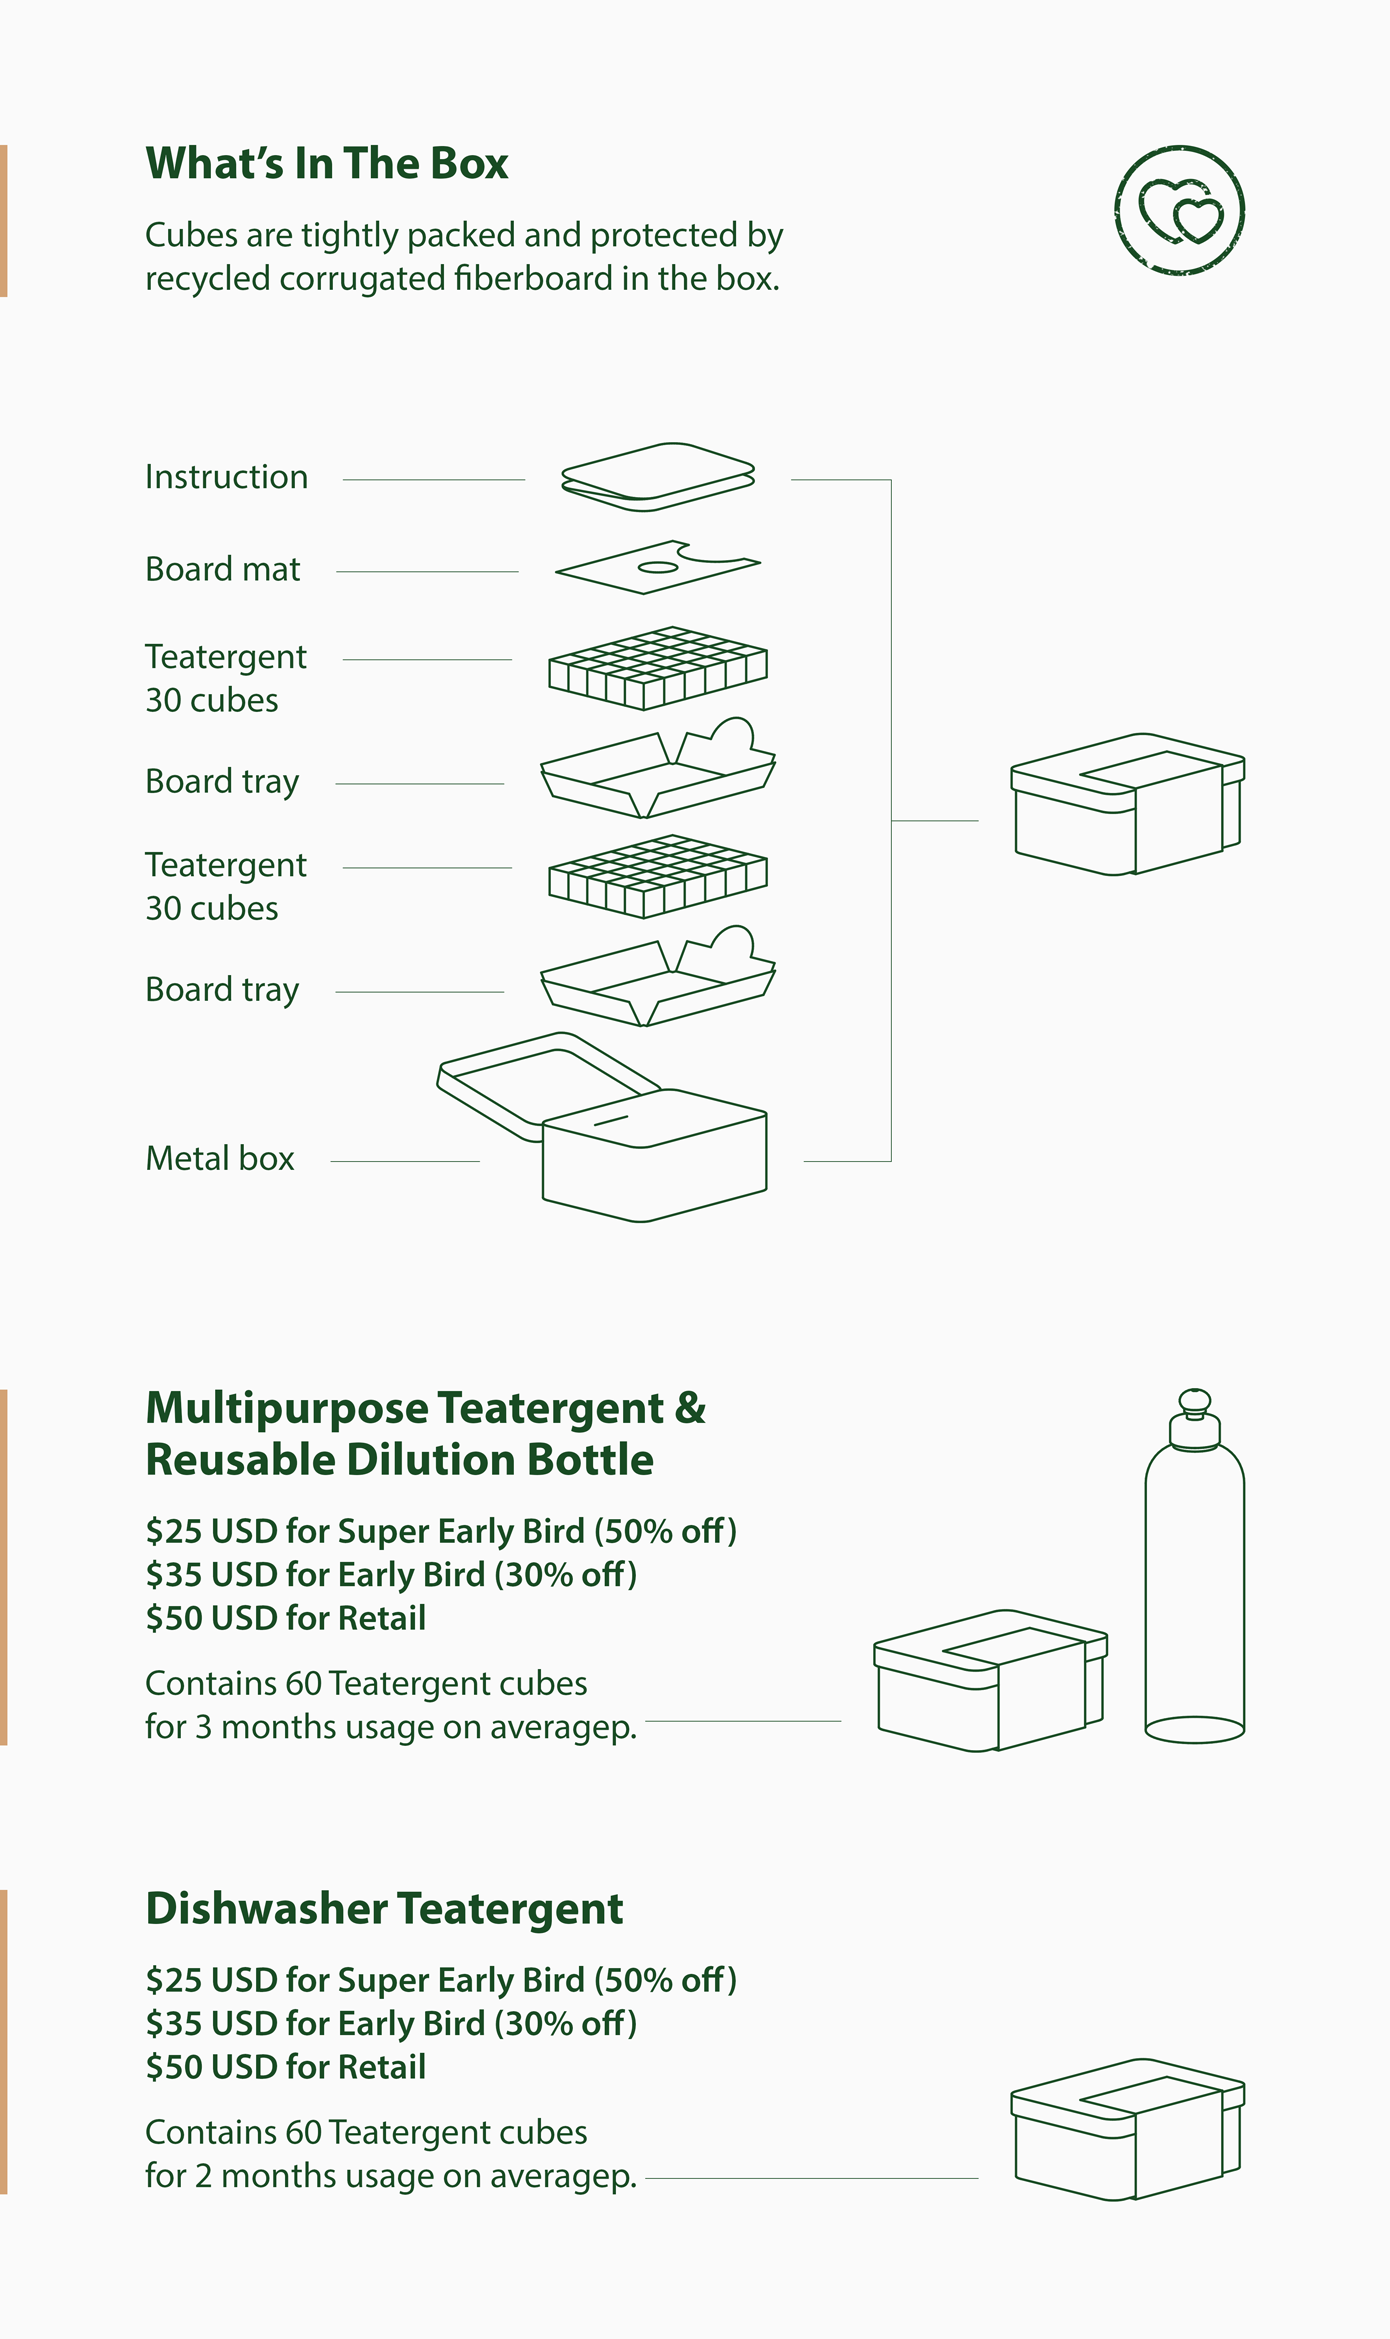 What’s In The Box
Cubes are tightly packed and protected by
recycled corrugated fiberboard in the box.
Instruction
Board mat
Teatergent
30 cubes
Board tray
Teatergent
30 cubes
Board tray
Metal box
Multipurpose Teatergent &
Reusable Dilution Bottle
$25 USD for Super Early Bird (50% off)
$35 USD for Early Bird (30% off)
$50 USD for Retail
Contains 60 Teatergent cubes
for 3 months usage on averagep.
Dishwasher Teatergent
$25 USD for Super Early Bird (50% off)
$35 USD for Early Bird (30% off)
$50 USD for Retail
Contains 60 Teatergent cubes
for 2 months usage on averagep.